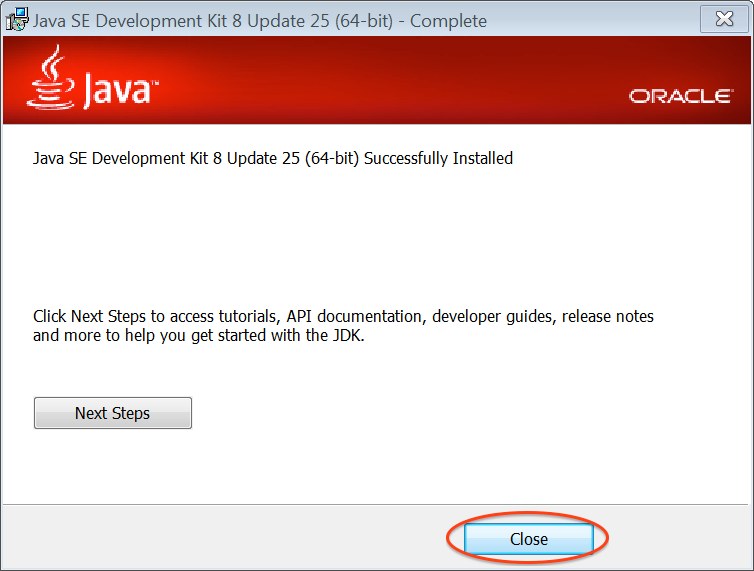 Java SE Development Kit 8 Update 25 (64-bit) - Complete
Java™
ORACLE®
Java SE Development Kit 8 Update 25 (64-bit) Successfully Installed
Click Next Steps to access tutorials, API documentation, developer guides, release notes
and more to help you get started with the JDK.
Next Steps
Close